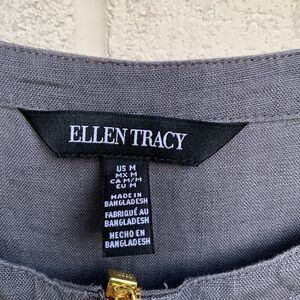 ELLEN TRACY
US M
MX M
CA M/M
EU M
MADE IN
BANGLADESH
FABRIQUÉ AU
BANGLADESH
HECHO EN
BANGLADESH